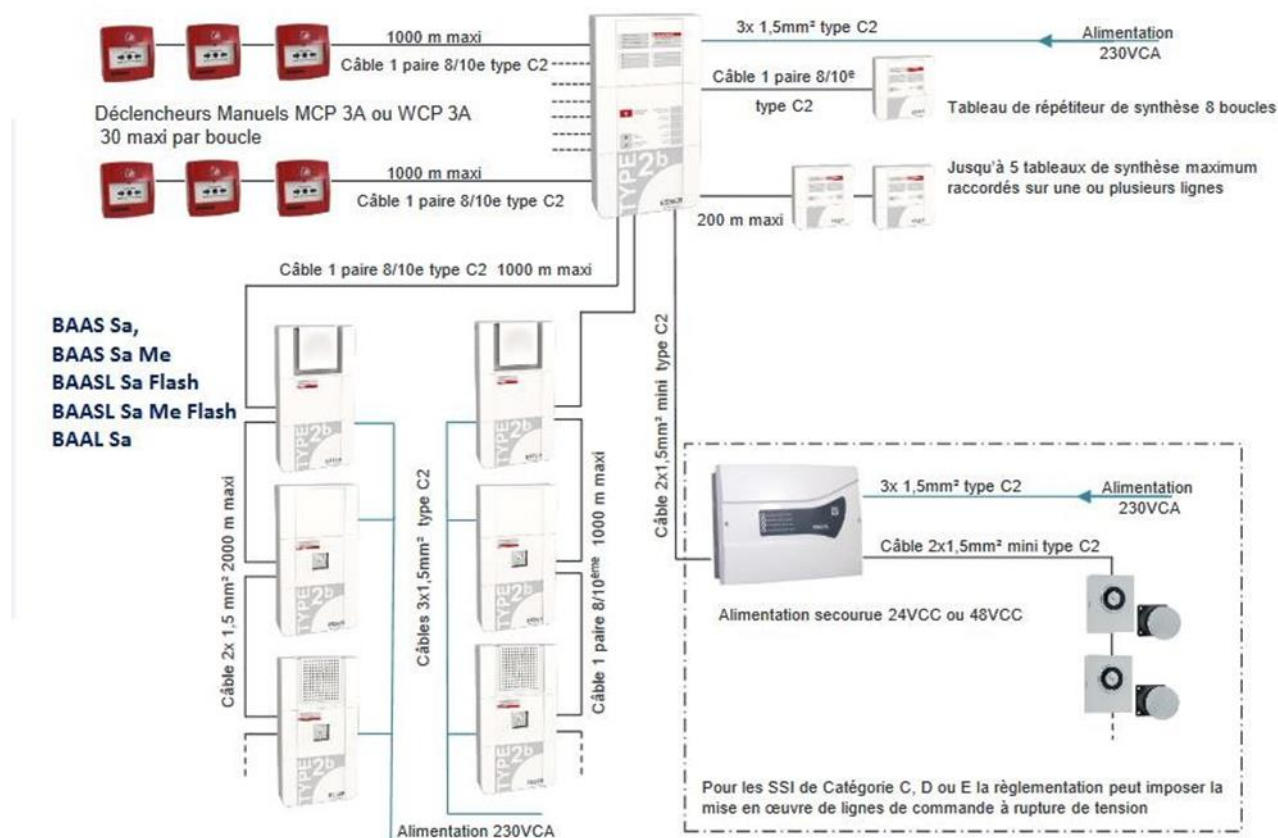 1000 m maxi
Câble 1 paire 8/10e type C2
3x 1,5mm² type C2
Alimentation
230VCA
Câble 1 paire 8/10e
type C2
Tableau de répétiteur de synthèse 8 boucles
Déclencheurs Manuels MCP 3A ou WCP 3A
30 maxi par boucle
1000 m maxi
Câble 1 paire 8/10e type C2
TYPE 2b
Jusqu'à 5 tableaux de synthèse maximum
raccordés sur une ou plusieurs lignes
200 m maxi
Câble 1 paire 8/10e type C2 1000 m maxi
BAAS Sa,
BAAS Sa Me
BAASL Sa Flash
BAASL Sa Me Flash
BAAL Sa
TYPE 2b
TYPE 2b
TYPE 2b
TYPE 2b
TYPE 2b
TYPE 2b
Câble 2x 1,5 mm² 2000 m maxi
Câbles 3x1,5mm² type C2
Câble 1 paire 8/10ème 1000 m maxi
Câble 2x1,5mm² mini type C2
3x 1,5mm² type C2
Alimentation
230VCA
Câble 2x1,5mm² mini type C2
Alimentation secourue 24VCC ou 48VCC
Pour les SSI de Catégorie C, D ou E la règlementation peut imposer la
mise en œuvre de lignes de commande à rupture de tension
Alimentation 230VCA